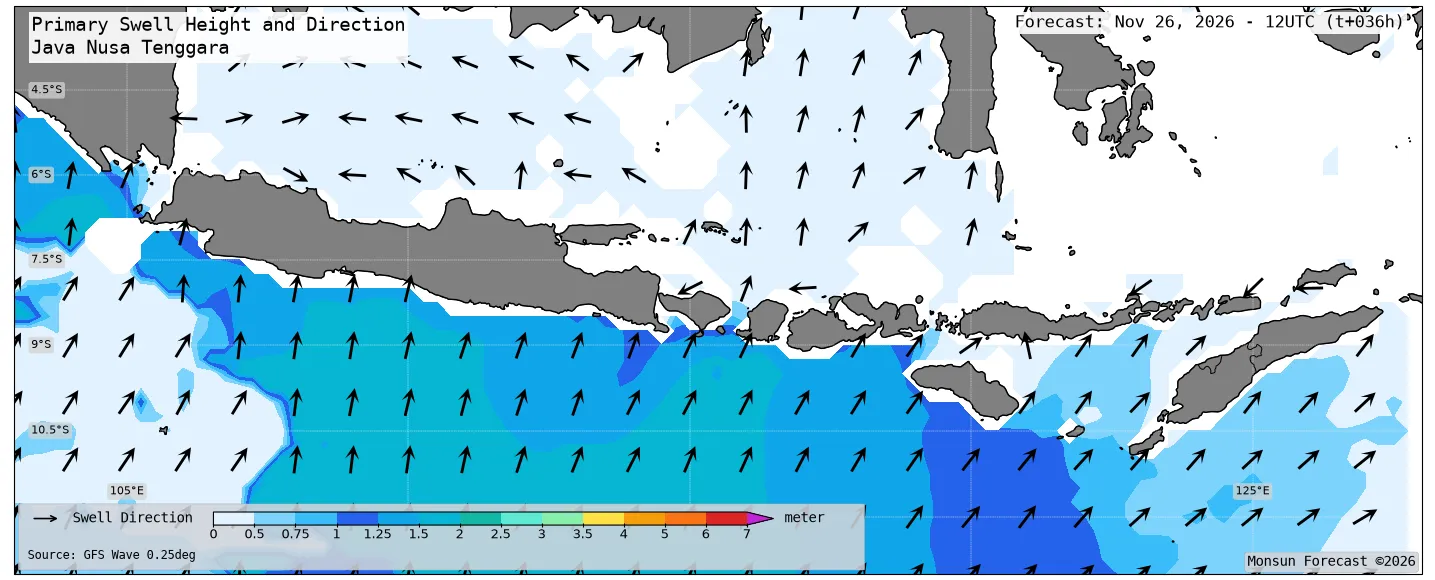 Primary Swell Height and Direction
Java Nusa Tenggara
Forecast: Nov 26, 2026 - 12UTC (t+036h)
4.5°S
6°S
7.5°S
9°S
10.5°S
105°E
125°E
Swell Direction
0 0.5 0.75 1 1.25 1.5 2 2.5 3 3.5 4 5 6 7
meter
Source: GFS Wave 0.25deg
Monsun Forecast ©2026